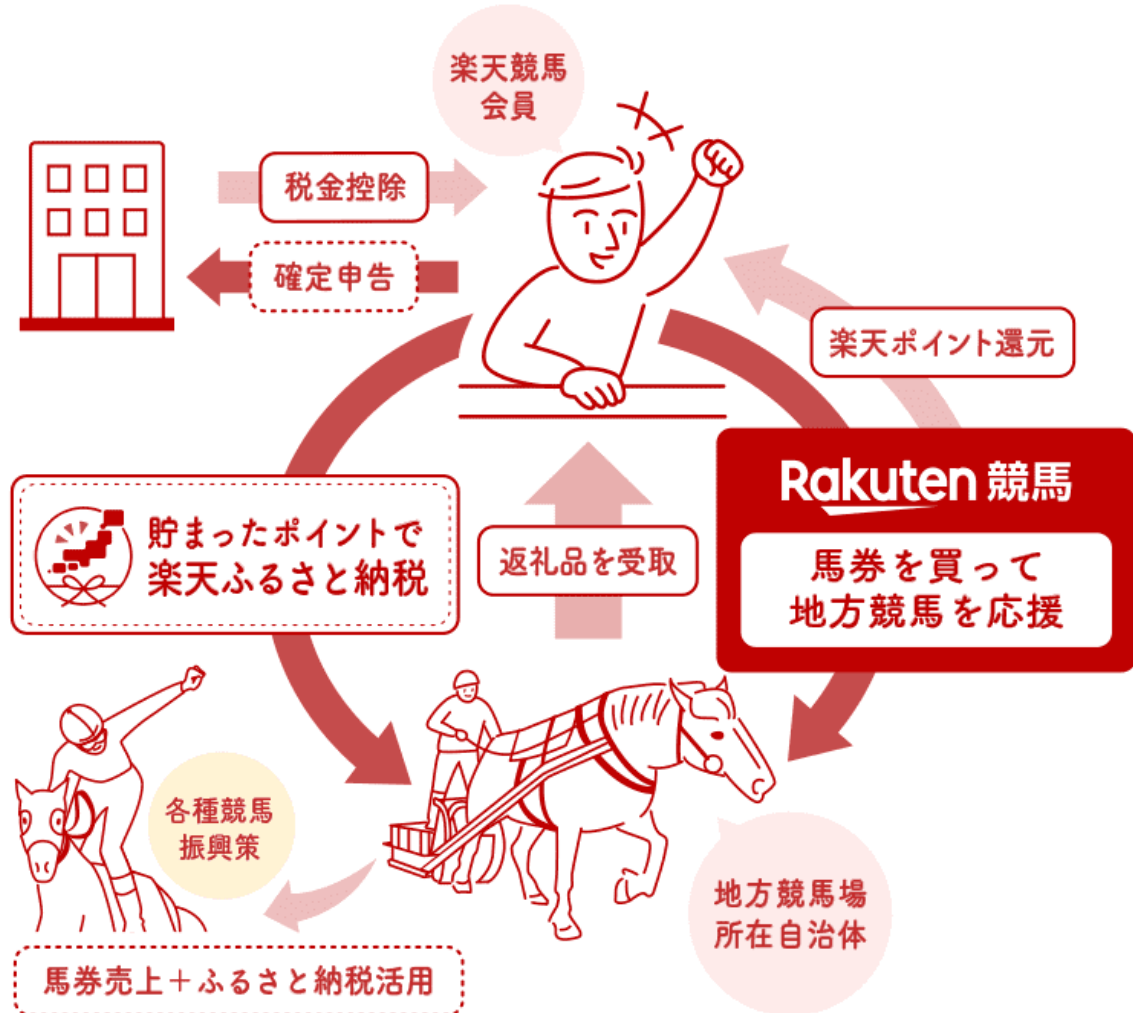 楽天競馬
会員
税金控除
確定申告
楽天ポイント還元
Rakuten 競馬
馬券を買って
地方競馬を応援
貯まったポイントで
楽天ふるさと納税
返礼品を受取
各種競馬
振興策
地方競馬場
所在自治体
馬券売上＋ふるさと納税活用